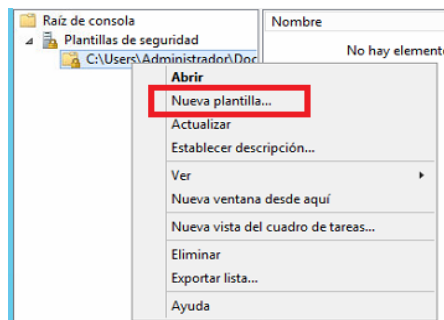 Raíz de consola
Nombre
Plantillas de seguridad
No hay elemento
C:\Users\Administrador\Doc
Abrir
Nueva plantilla...
Actualizar
Establecer descripción...
Ver
Nueva ventana desde aquí
Nueva vista del cuadro de tareas...
Eliminar
Exportar lista...
Ayuda